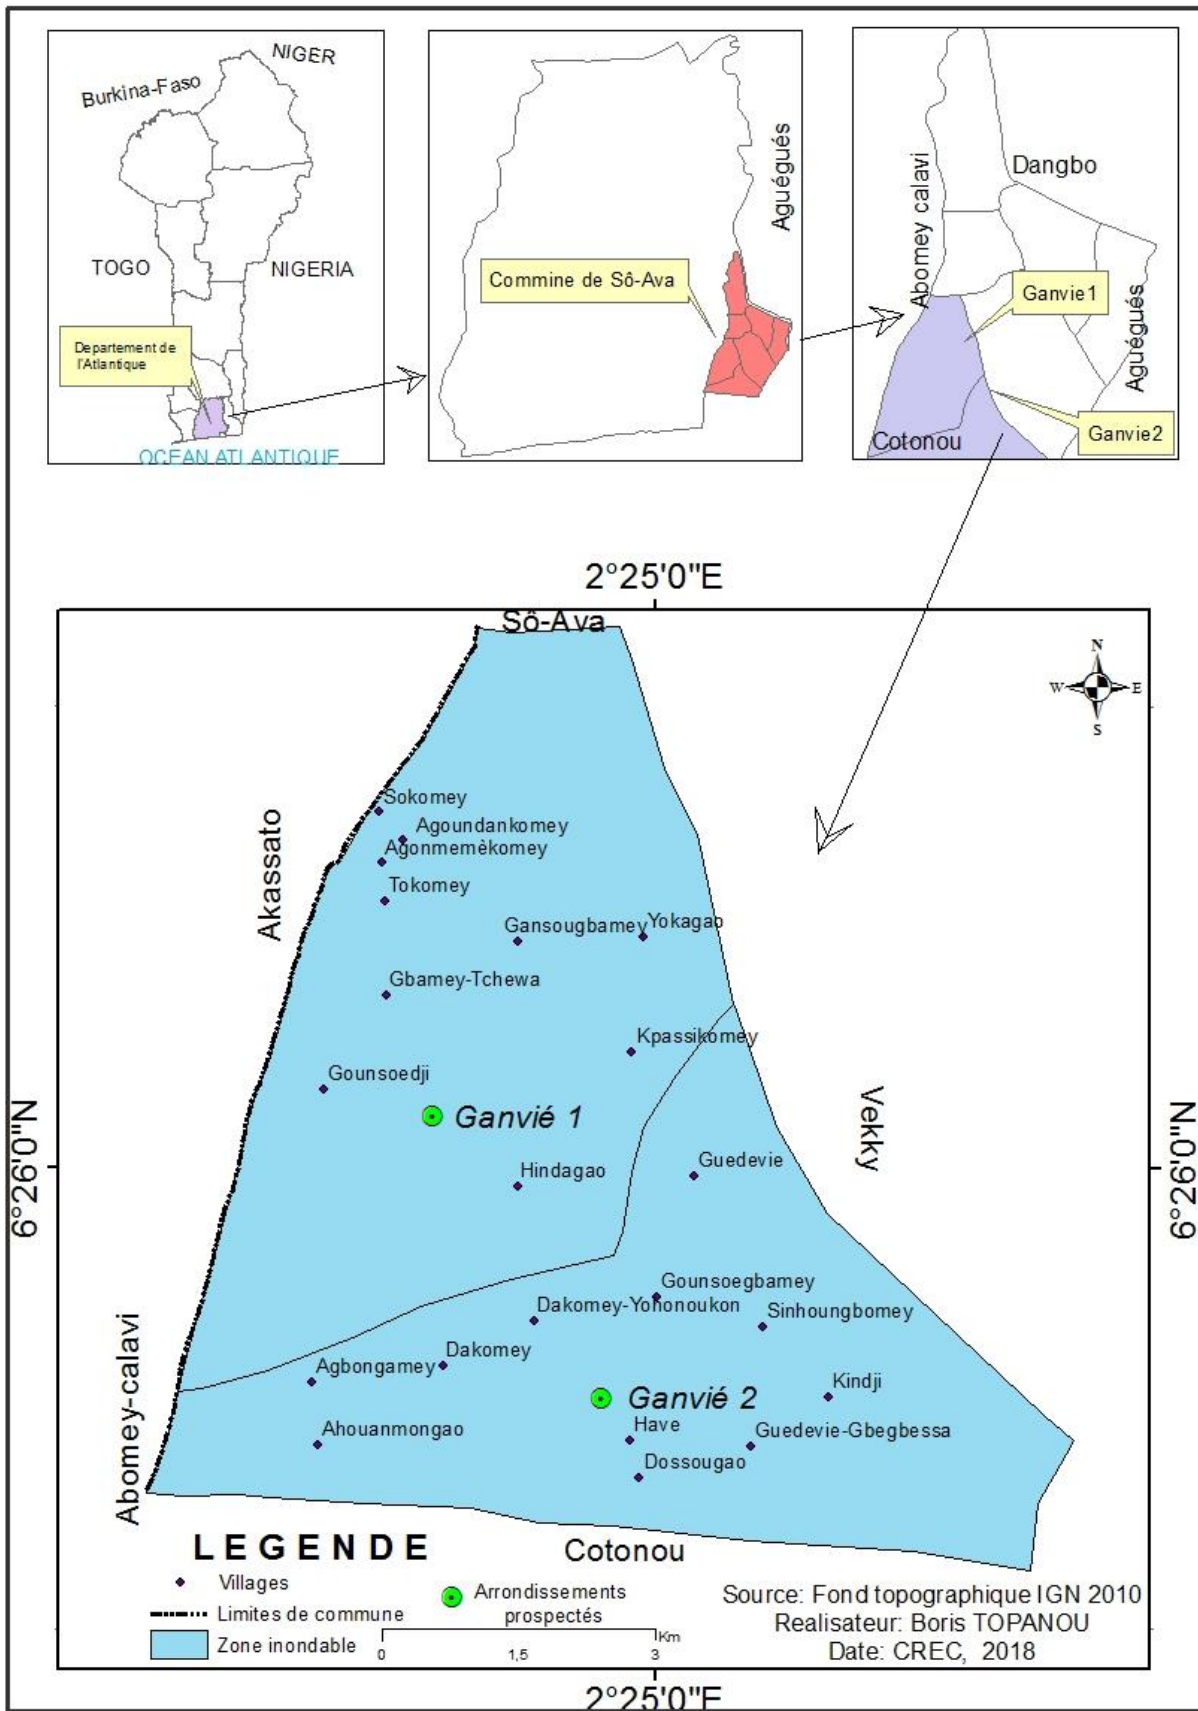 NIGER
Burkina-Faso
TOGO
NIGERIA
Departement de
l'Atlantique
OCEAN ATLANTIQUE
Aguégués
Commine de Sô-Ava
Abomey calavi
Dangbo
Ganvie1
Aguégués
Ganvie2
Cotonou
2°25'0"E
Sô-Ava
N
W
E
S
Sokomey
Agoundankomey
Agonmemèkomey
Akassato
Tokomey
Gansougbamey
Yokagao
Gbamey-Tchewa
Kpassikomey
Gounsoedji
Ganvié 1
Vekky
6°26'0"N
6°26'0"N
Hindagao
Guedevie
Gounsoegbamey
Dakomey-Yohonoukon
Sinhoungbomey
Dakomey
Agbongamey
Abomey-calavi
Kindji
Ganvié 2
Ahouanmongao
Have
Guedevie-Gbegbessa
Dossougao
LEGENDE
Cotonou
Villages
Limites de commune
Zone inondable
Arrondissements
prospectés
Km
0 1,5 3
Source: Fond topographique IGN 2010
Realisateur: Boris TOPANOU
Date: CREC, 2018
2°25'0"E